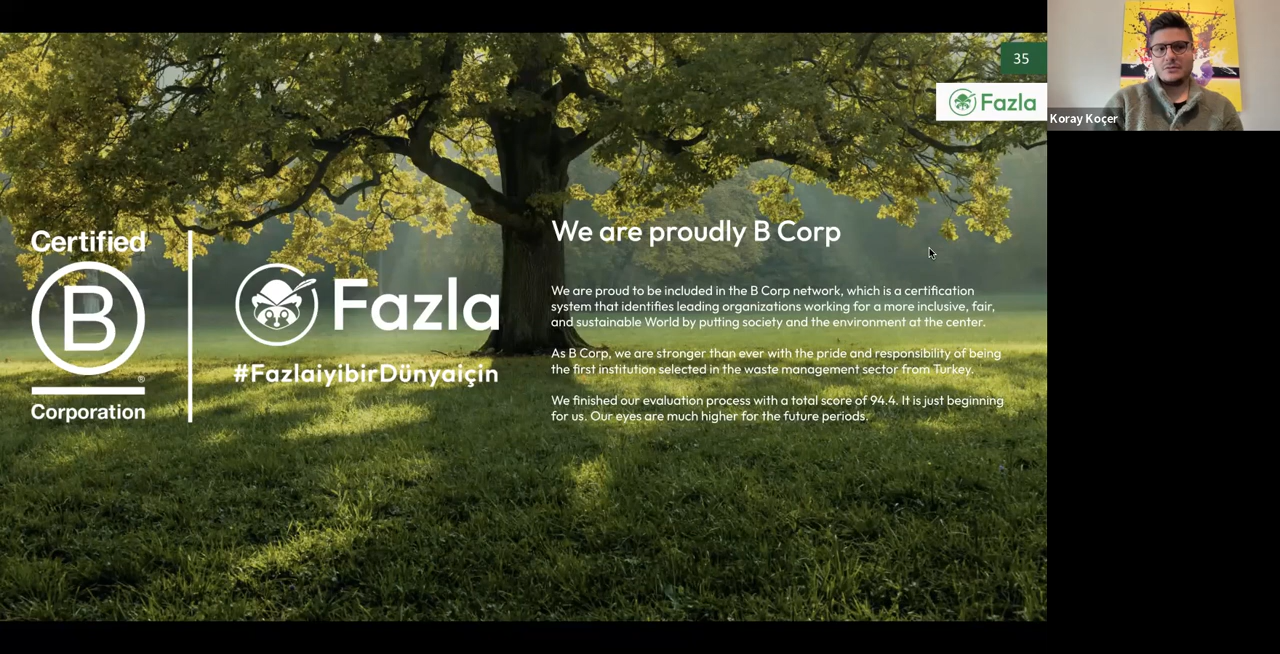 35
Fazla
Koray Koçer
Certified
B
®
Corporation
Fazla
#FazlaiyibirDünyaiçin
We are proudly B Corp
We are proud to be included in the B Corp network, which is a certification
system that identifies leading organizations working for a more inclusive, fair,
and sustainable World by putting society and the environment at the center.
As B Corp, we are stronger than ever with the pride and responsibility of being
the first institution selected in the waste management sector from Turkey.
We finished our evaluation process with a total score of 94.4. It is just beginning
for us. Our eyes are much higher for the future periods.